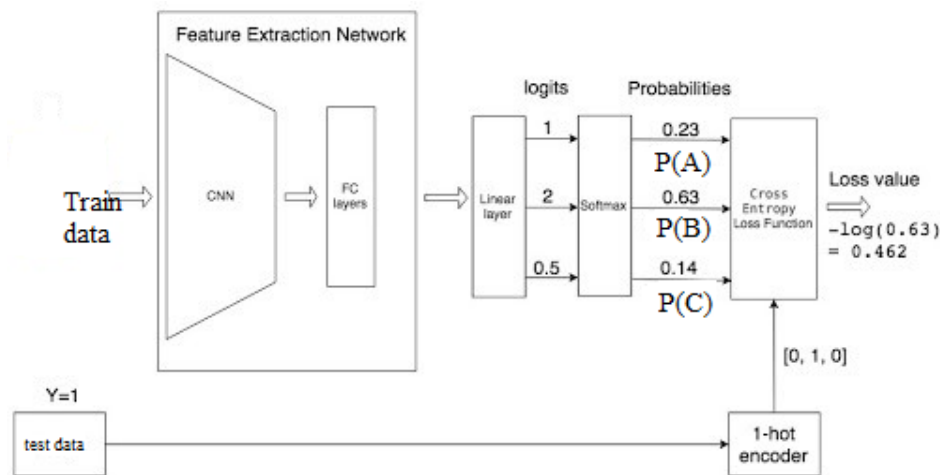 Feature Extraction Network
logits
Probabilities
Train
data
CNN
FC
layers
Linear
layer
1
2
0.5
Softmax
0.23
P(A)
0.63
P(B)
0.14
P(C)
Cross
Entropy
Loss Function
Loss value
-log(0.63)
= 0.462
[0, 1, 0]
Y=1
test data
1-hot
encoder